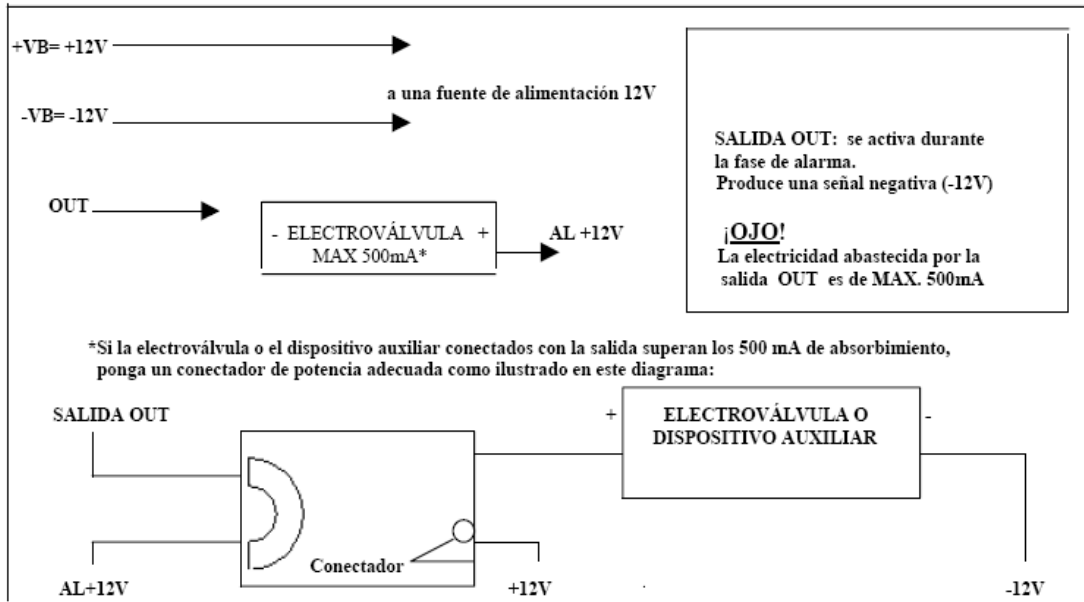 +VB= +12V
a una fuente de alimentación 12V
-VB= -12V
OUT
- ELECTROVÁLVULA +
MAX 500mA*
AL +12V
SALIDA OUT: se activa durante
la fase de alarma.
Produce una señal negativa (-12V)
¡OJO!
La electricidad abastecida por la
salida OUT es de MAX. 500mA
*Si la electroválvula o el dispositivo auxiliar conectados con la salida superan los 500 mA de absorbimiento,
ponga un conectador de potencia adecuada como ilustrado en este diagrama:
SALIDA OUT
+
ELECTROVÁLVULA O
DISPOSITIVO AUXILIAR
-
Conectador
AL+12V
+12V
-12V